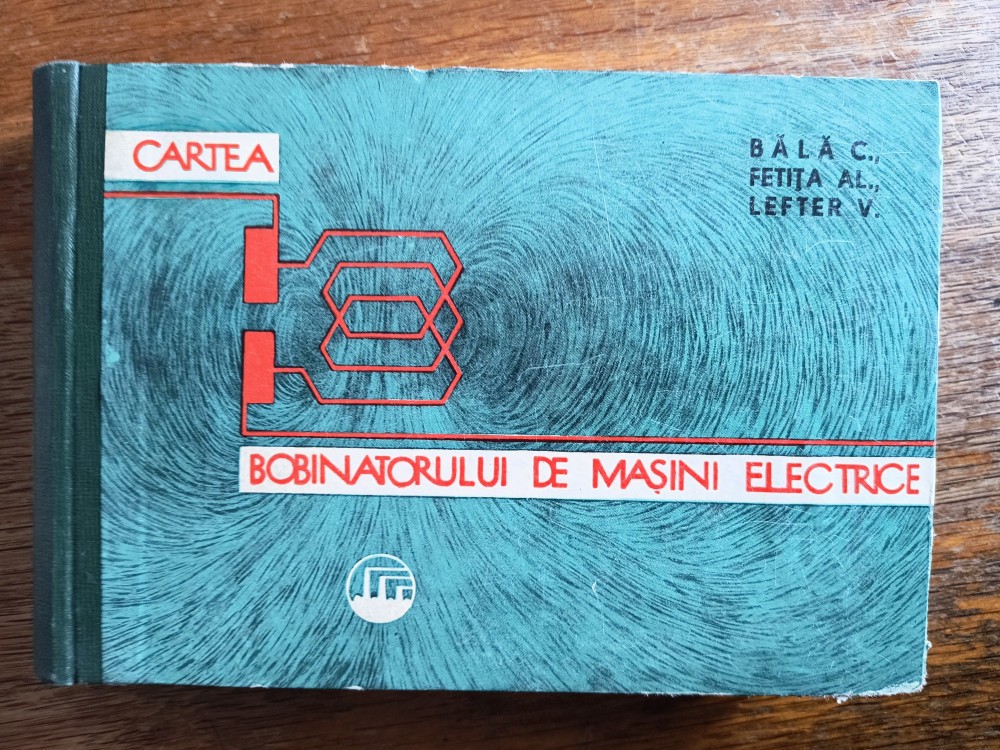 CARTEA
BĂLĂ C.,
FETIȚA AL.,
LEFTER V.
BOBINATORULUI DE MAȘINI ELECTRICE